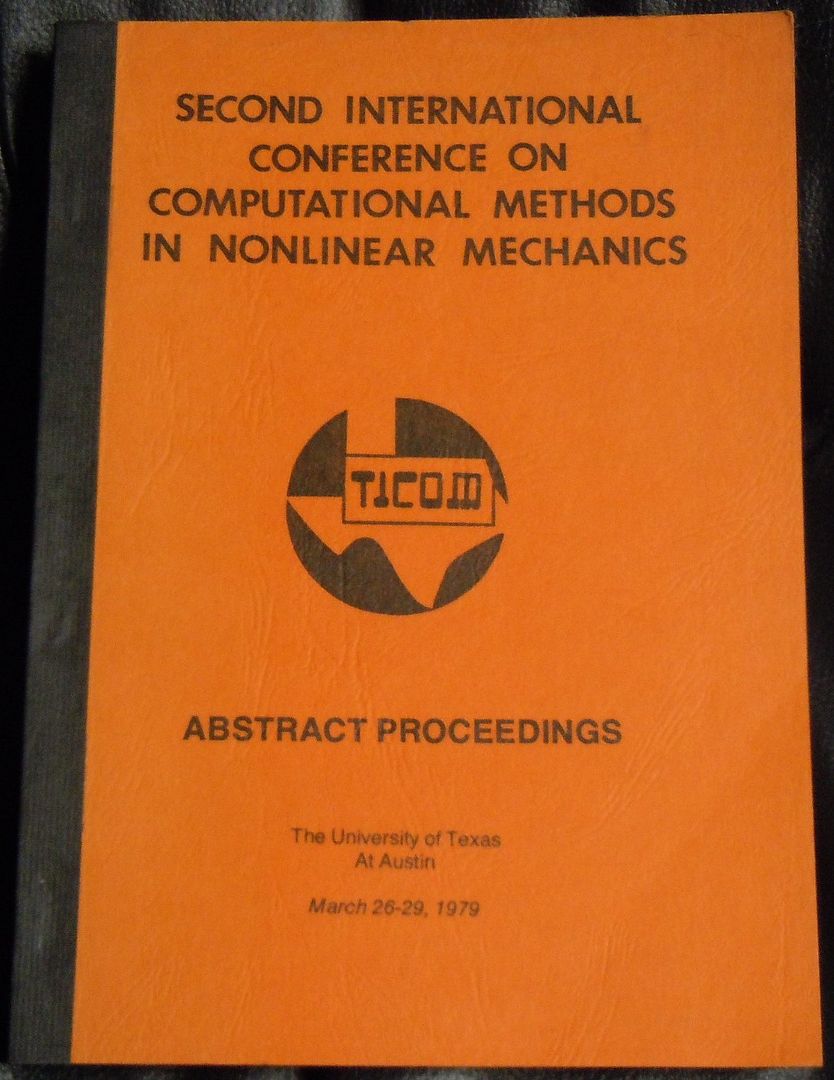 SECOND INTERNATIONAL
CONFERENCE ON
COMPUTATIONAL METHODS
IN NONLINEAR MECHANICS
TICOM
ABSTRACT PROCEEDINGS
The University of Texas
At Austin
March 26-29, 1979